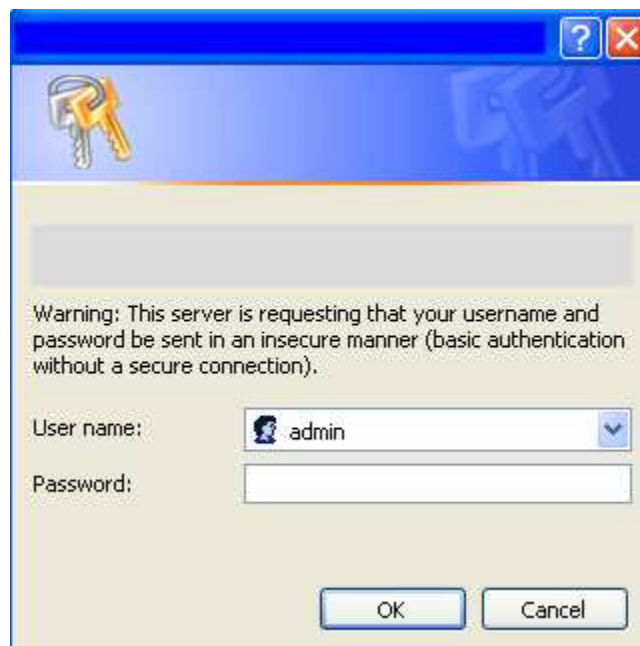 Warning: This server is requesting that your username and
password be sent in an insecure manner (basic authentication
without a secure connection).
User name: admin
Password:
OK Cancel